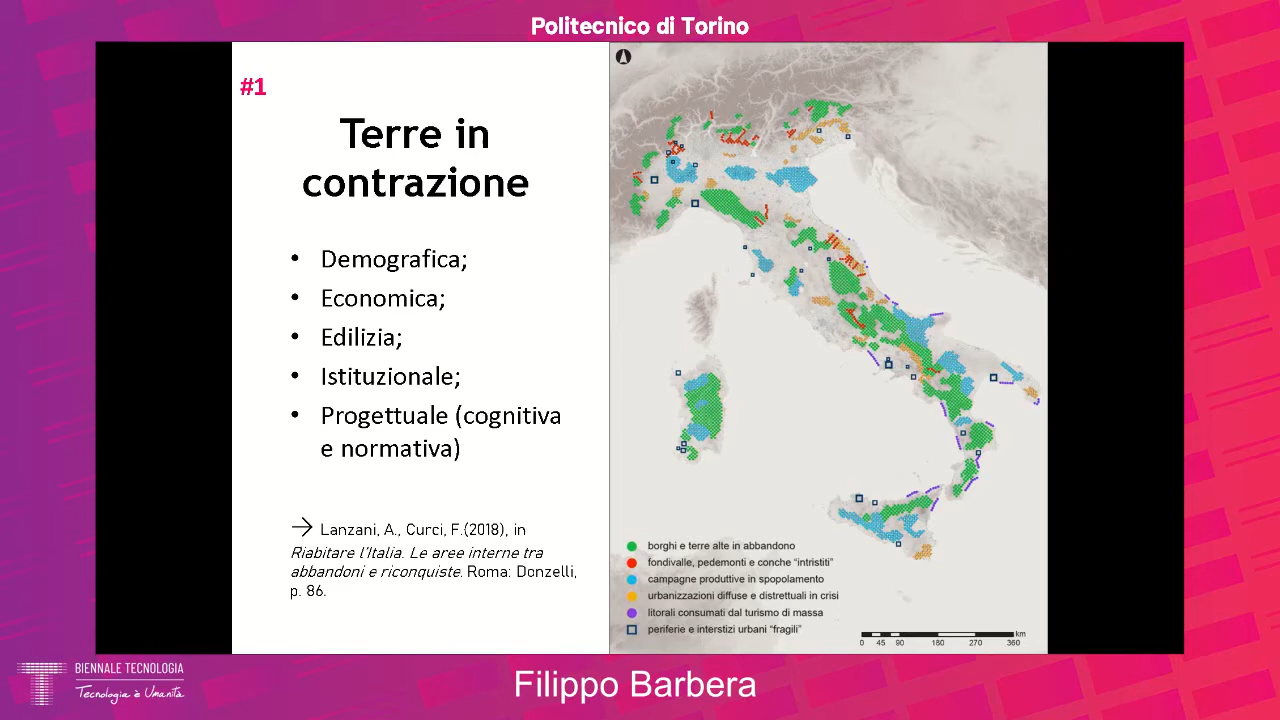 Politecnico di Torino
#1
Terre in
contrazione
• Demografica;
• Economica;
• Edilizia;
• Istituzionale;
• Progettuale (cognitiva
e normativa)
→ Lanzani, A., Curci, F.(2018), in
Riabitare l'Italia. Le aree interne tra
abbandoni e riconquiste. Roma: Donzelli,
p. 86.
borghi e terre alte in abbandono
fondivalle, pedemonti e conche "intristiti"
campagne produttive in spopolamento
urbanizzazioni diffuse e distrettuali in crisi
litorali consumati dal turismo di massa
periferie e interstizi urbani "fragili"
km
0 45 90 180 270 360
BIENNALE TECNOLOGIA
Tecnologia è Umanità
Filippo Barbera